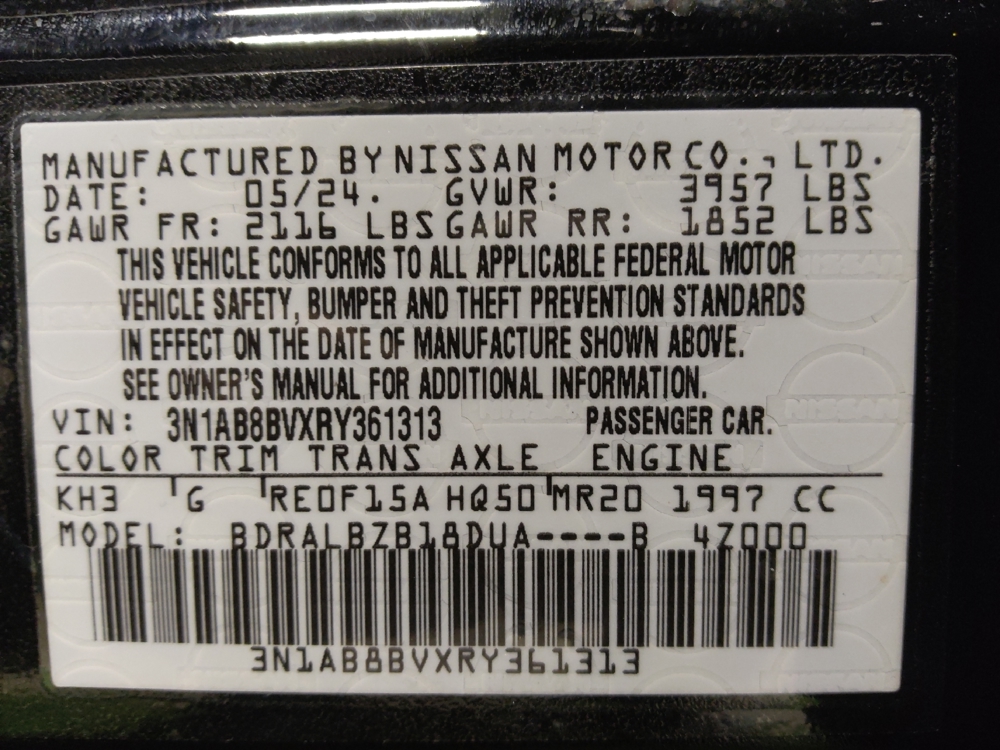 MANUFACTURED BY NISSAN MOTOR CO., LTD.
DATE: 05/24. GVWR: 3957 LBS
GAWR FR: 2116 LBS GAWR RR: 1852 LBS
THIS VEHICLE CONFORMS TO ALL APPLICABLE FEDERAL MOTOR
VEHICLE SAFETY, BUMPER AND THEFT PREVENTION STANDARDS
IN EFFECT ON THE DATE OF MANUFACTURE SHOWN ABOVE.
SEE OWNER'S MANUAL FOR ADDITIONAL INFORMATION.
VIN: 3N1AB8BVXRY361313 PASSENGER CAR.
COLOR TRIM TRANS AXLE ENGINE
KH3 G RE0F15A HQ50 MR20 1997 CC
MODEL: BDRALBZB18DUA----B 4Z000
3N1AB8BVXRY361313